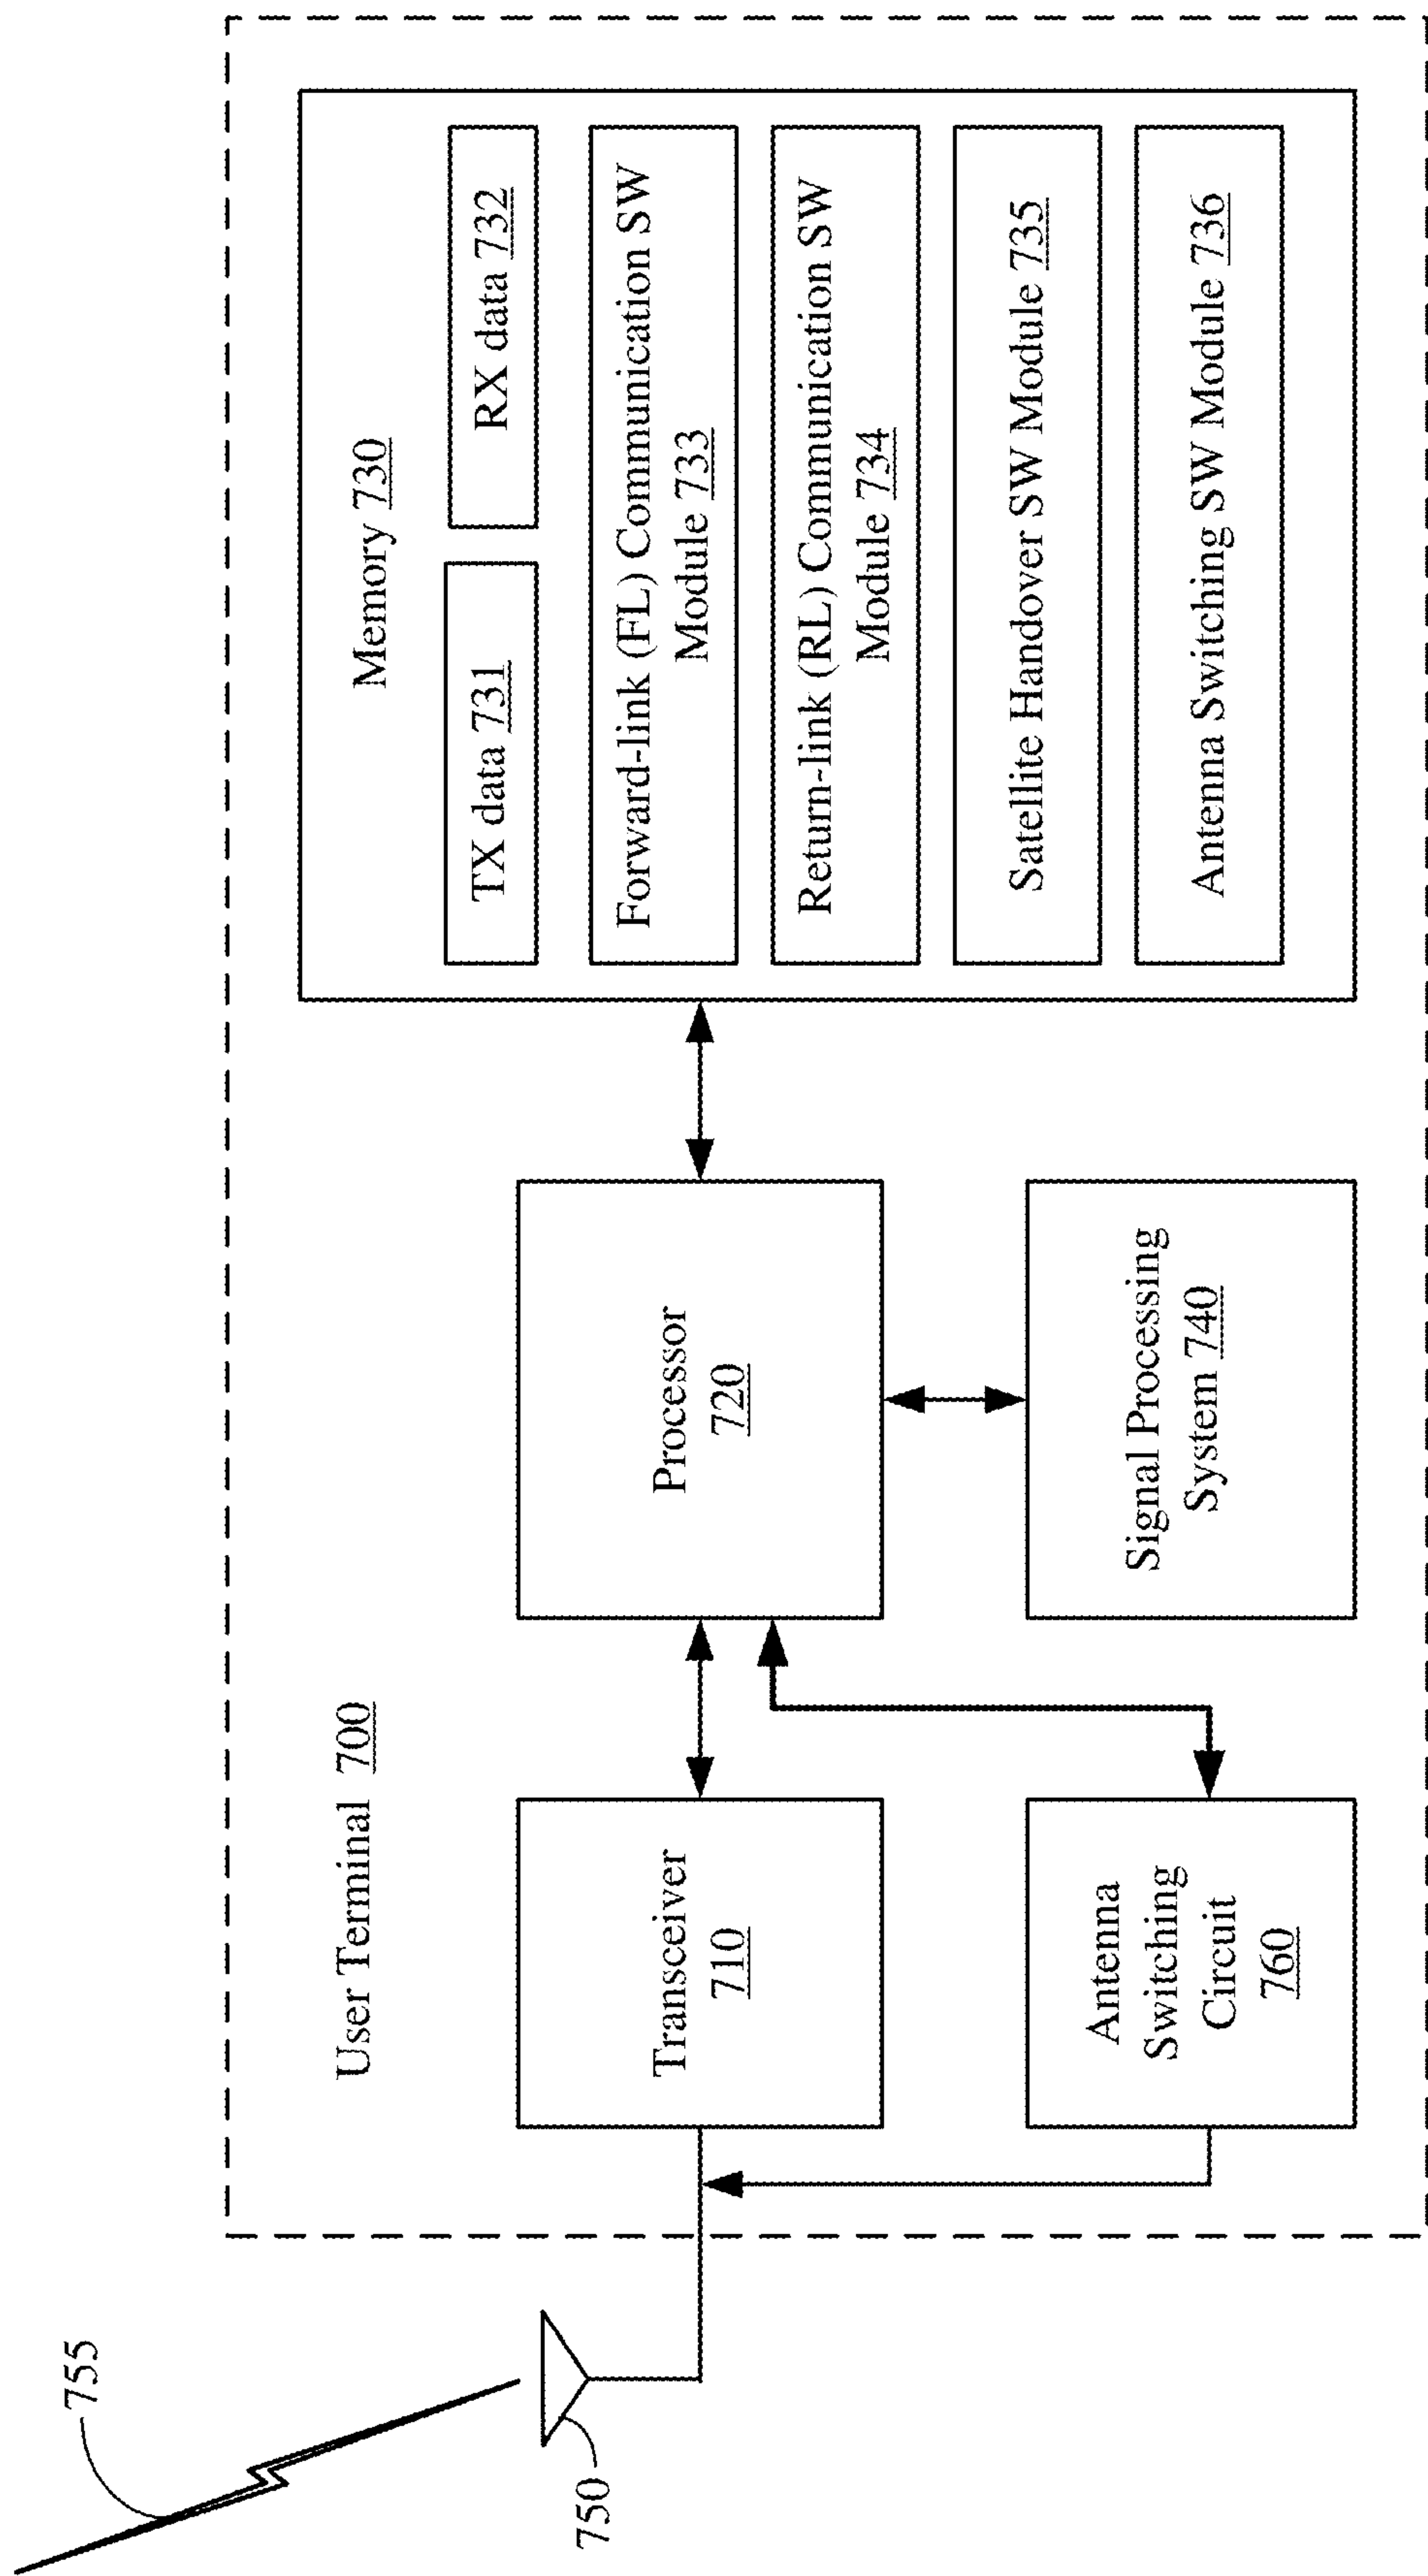 755
750
User Terminal 700
Transceiver
710
Antenna
Switching
Circuit
760
Processor
720
Signal Processing
System 740
Memory 730
TX data 731
RX data 732
Forward-link (FL) Communication SW
Module 733
Return-link (RL) Communication SW
Module 734
Satellite Handover SW Module 735
Antenna Switching SW Module 736